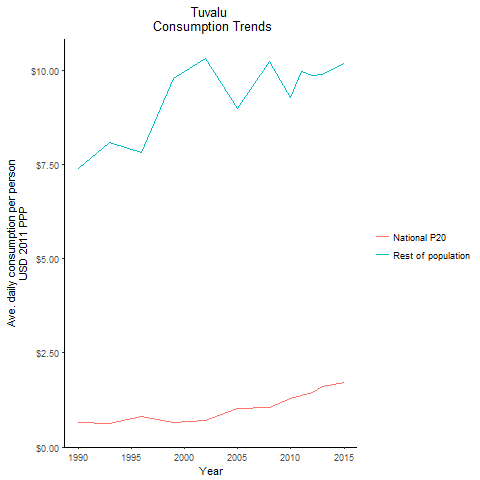 Tuvalu
Consumption Trends
Ave. daily consumption per person
USD 2011 PPP
$10.00
$7.50
$5.00
$2.50
$0.00
1990 1995 2000 2005 2010 2015
Year
National P20
Rest of population